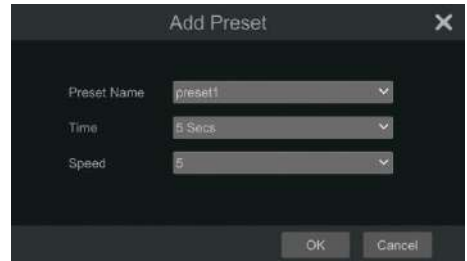 Add Preset
Preset Name preset1
Time 5 Secs
Speed 5
OK Cancel